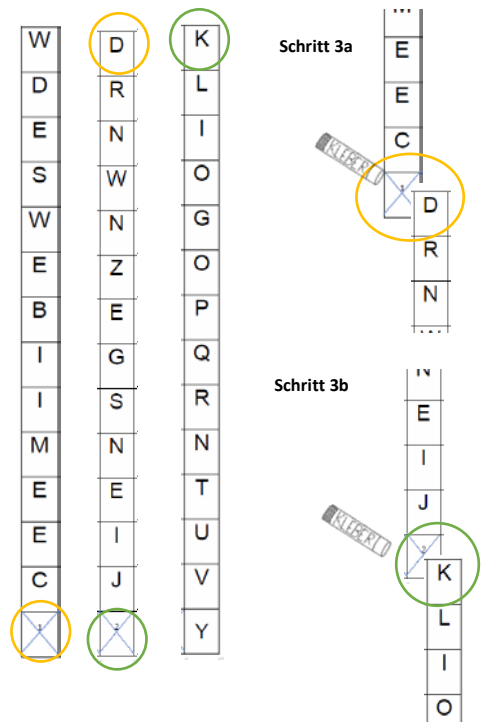 W D E S W E B I I M E E C 1
D R N W N Z E G S N E I J 2
K L I O G O P Q R N T U V Y
Schritt 3a
E E C 1
KLEBER
D R N
Schritt 3b
N E I J 2
KLEBER
K L I O